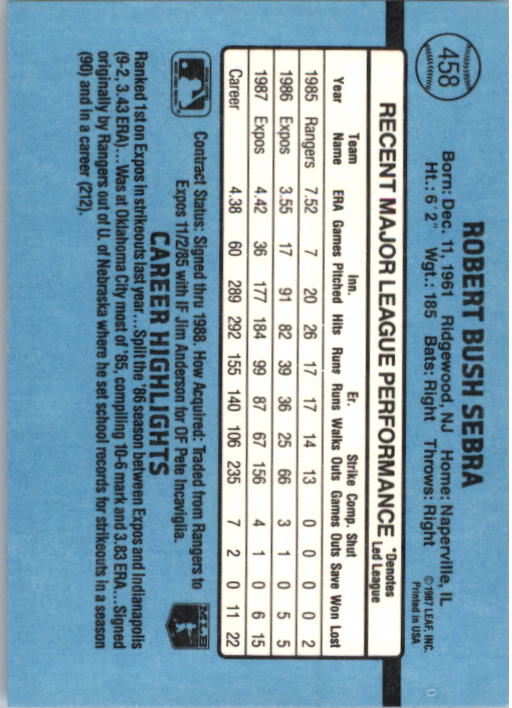 458
ROBERT BUSH SEBRA
Born: Dec. 11, 1961 Ridgewood, NJ Home: Naperville, IL
Ht.: 6' 2" Wgt.: 185 Bats: Right Throws: Right
©1987 LEAF, INC.
Printed in USA
RECENT MAJOR LEAGUE PERFORMANCE
*Denotes
Led League
Year Team Name ERA Games Inn. Pitched Hits Runs Er. Runs Walks Strike Outs Comp. Games Shut Outs Save Won Lost
1985 Rangers 7.52 7 20 26 17 17 14 13 0 0 0 0 2
1986 Expos 3.55 17 91 82 39 36 25 66 3 1 0 5 5
1987 Expos 4.42 36 177 184 99 87 67 156 4 1 0 6 15
Career 4.38 60 289 292 155 140 106 235 7 2 0 11 22
Contract Status: Signed thru 1988. How Acquired: Traded from Rangers to
Expos 11/2/85 with IF Jim Anderson for OF Pete Incaviglia.
MLB
CAREER HIGHLIGHTS
Ranked 1st on Expos in strikeouts last year...Split the '86 season between Expos and Indianapolis
(9-2, 3.43 ERA)...Was at Oklahoma City most of '85, compiling 10-6 mark and 3.83 ERA...Signed
originally by Rangers out of U. of Nebraska where he set school records for strikeouts in a season
(90) and in a career (212).